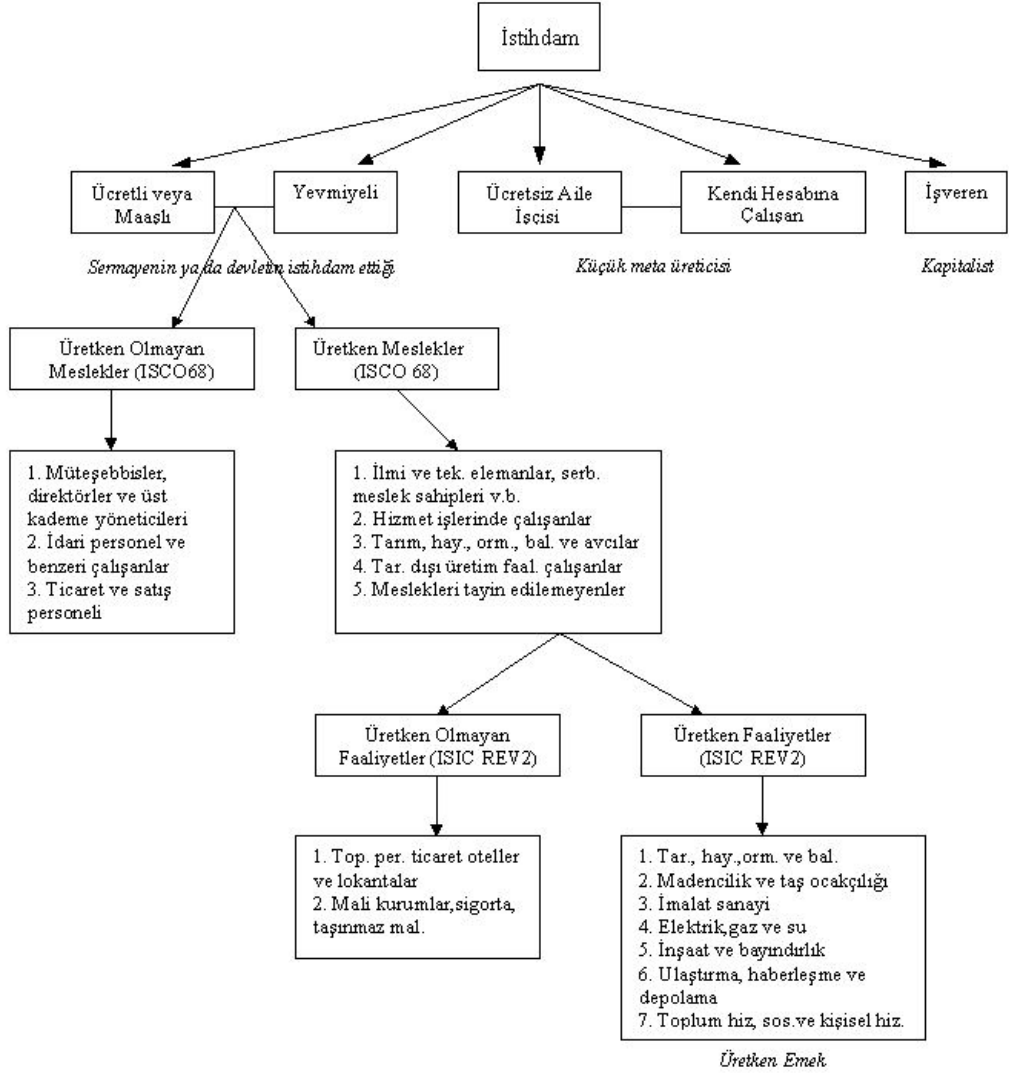 İstihdam
Ücretli veya
Maaşlı
Yevmiyeli
Ücretsiz Aile
İşçisi
Kendi Hesabına
Çalışan
İşveren
Sermayenin ya da devletin istihdam ettiği
Küçük meta üreticisi
Kapitalist
Üretken Olmayan
Meslekler (ISCO68)
Üretken Meslekler
(ISCO 68)
1. Müteşebbisler,
direktörler ve üst
kademe yöneticileri
2. İdari personel ve
benzeri çalışanlar
3. Ticaret ve satış
personeli
1. İlmi ve tek. elemanlar, serb.
meslek sahipleri v.b.
2. Hizmet işlerinde çalışanlar
3. Tarım, hay., orm., bal. ve avcılar
4. Tar. dışı üretim faal. çalışanlar
5. Meslekleri tayin edilemeyenler
Üretken Olmayan
Faaliyetler (ISIC REV2)
Üretken Faaliyetler
(ISIC REV2)
1. Top. per. ticaret oteller
ve lokantalar
2. Mali kurumlar,sigorta,
taşınmaz mal.
1. Tar., hay.,orm. ve bal.
2. Madencilik ve taş ocakçılığı
3. İmalat sanayi
4. Elektrik,gaz ve su
5. İnşaat ve bayındırlık
6. Ulaştırma, haberleşme ve
depolama
7. Toplum hiz, sos.ve kişisel hiz.
Üretken Emek